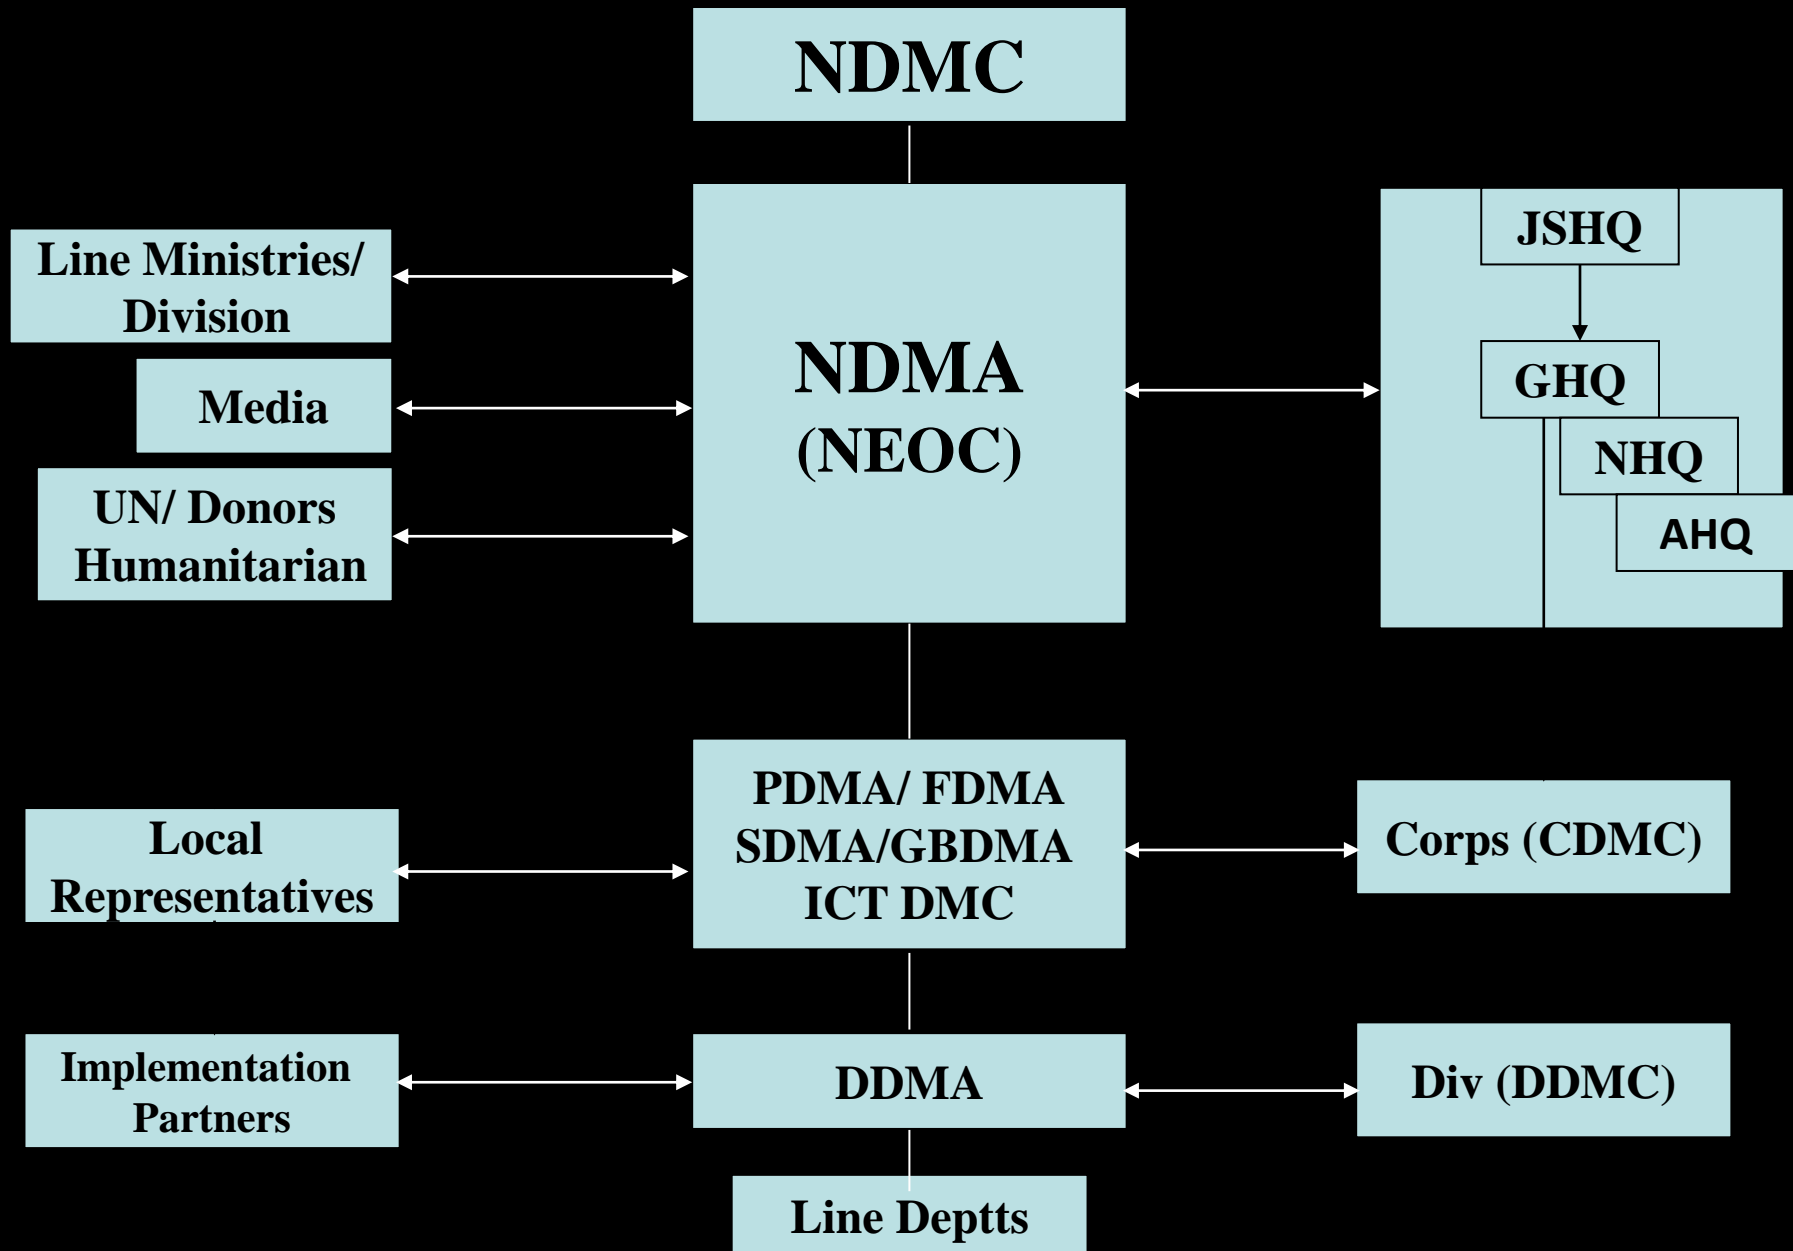 NDMC
Line Ministries/
Division
Media
UN/ Donors
Humanitarian
NDMA
(NEOC)
JSHQ
GHQ
NHQ
AHQ
Local
Representatives
PDMA/ FDMA
SDMA/GBDMA
ICT DMC
Corps (CDMC)
Implementation
Partners
DDMA
Div (DDMC)
Line Deptts